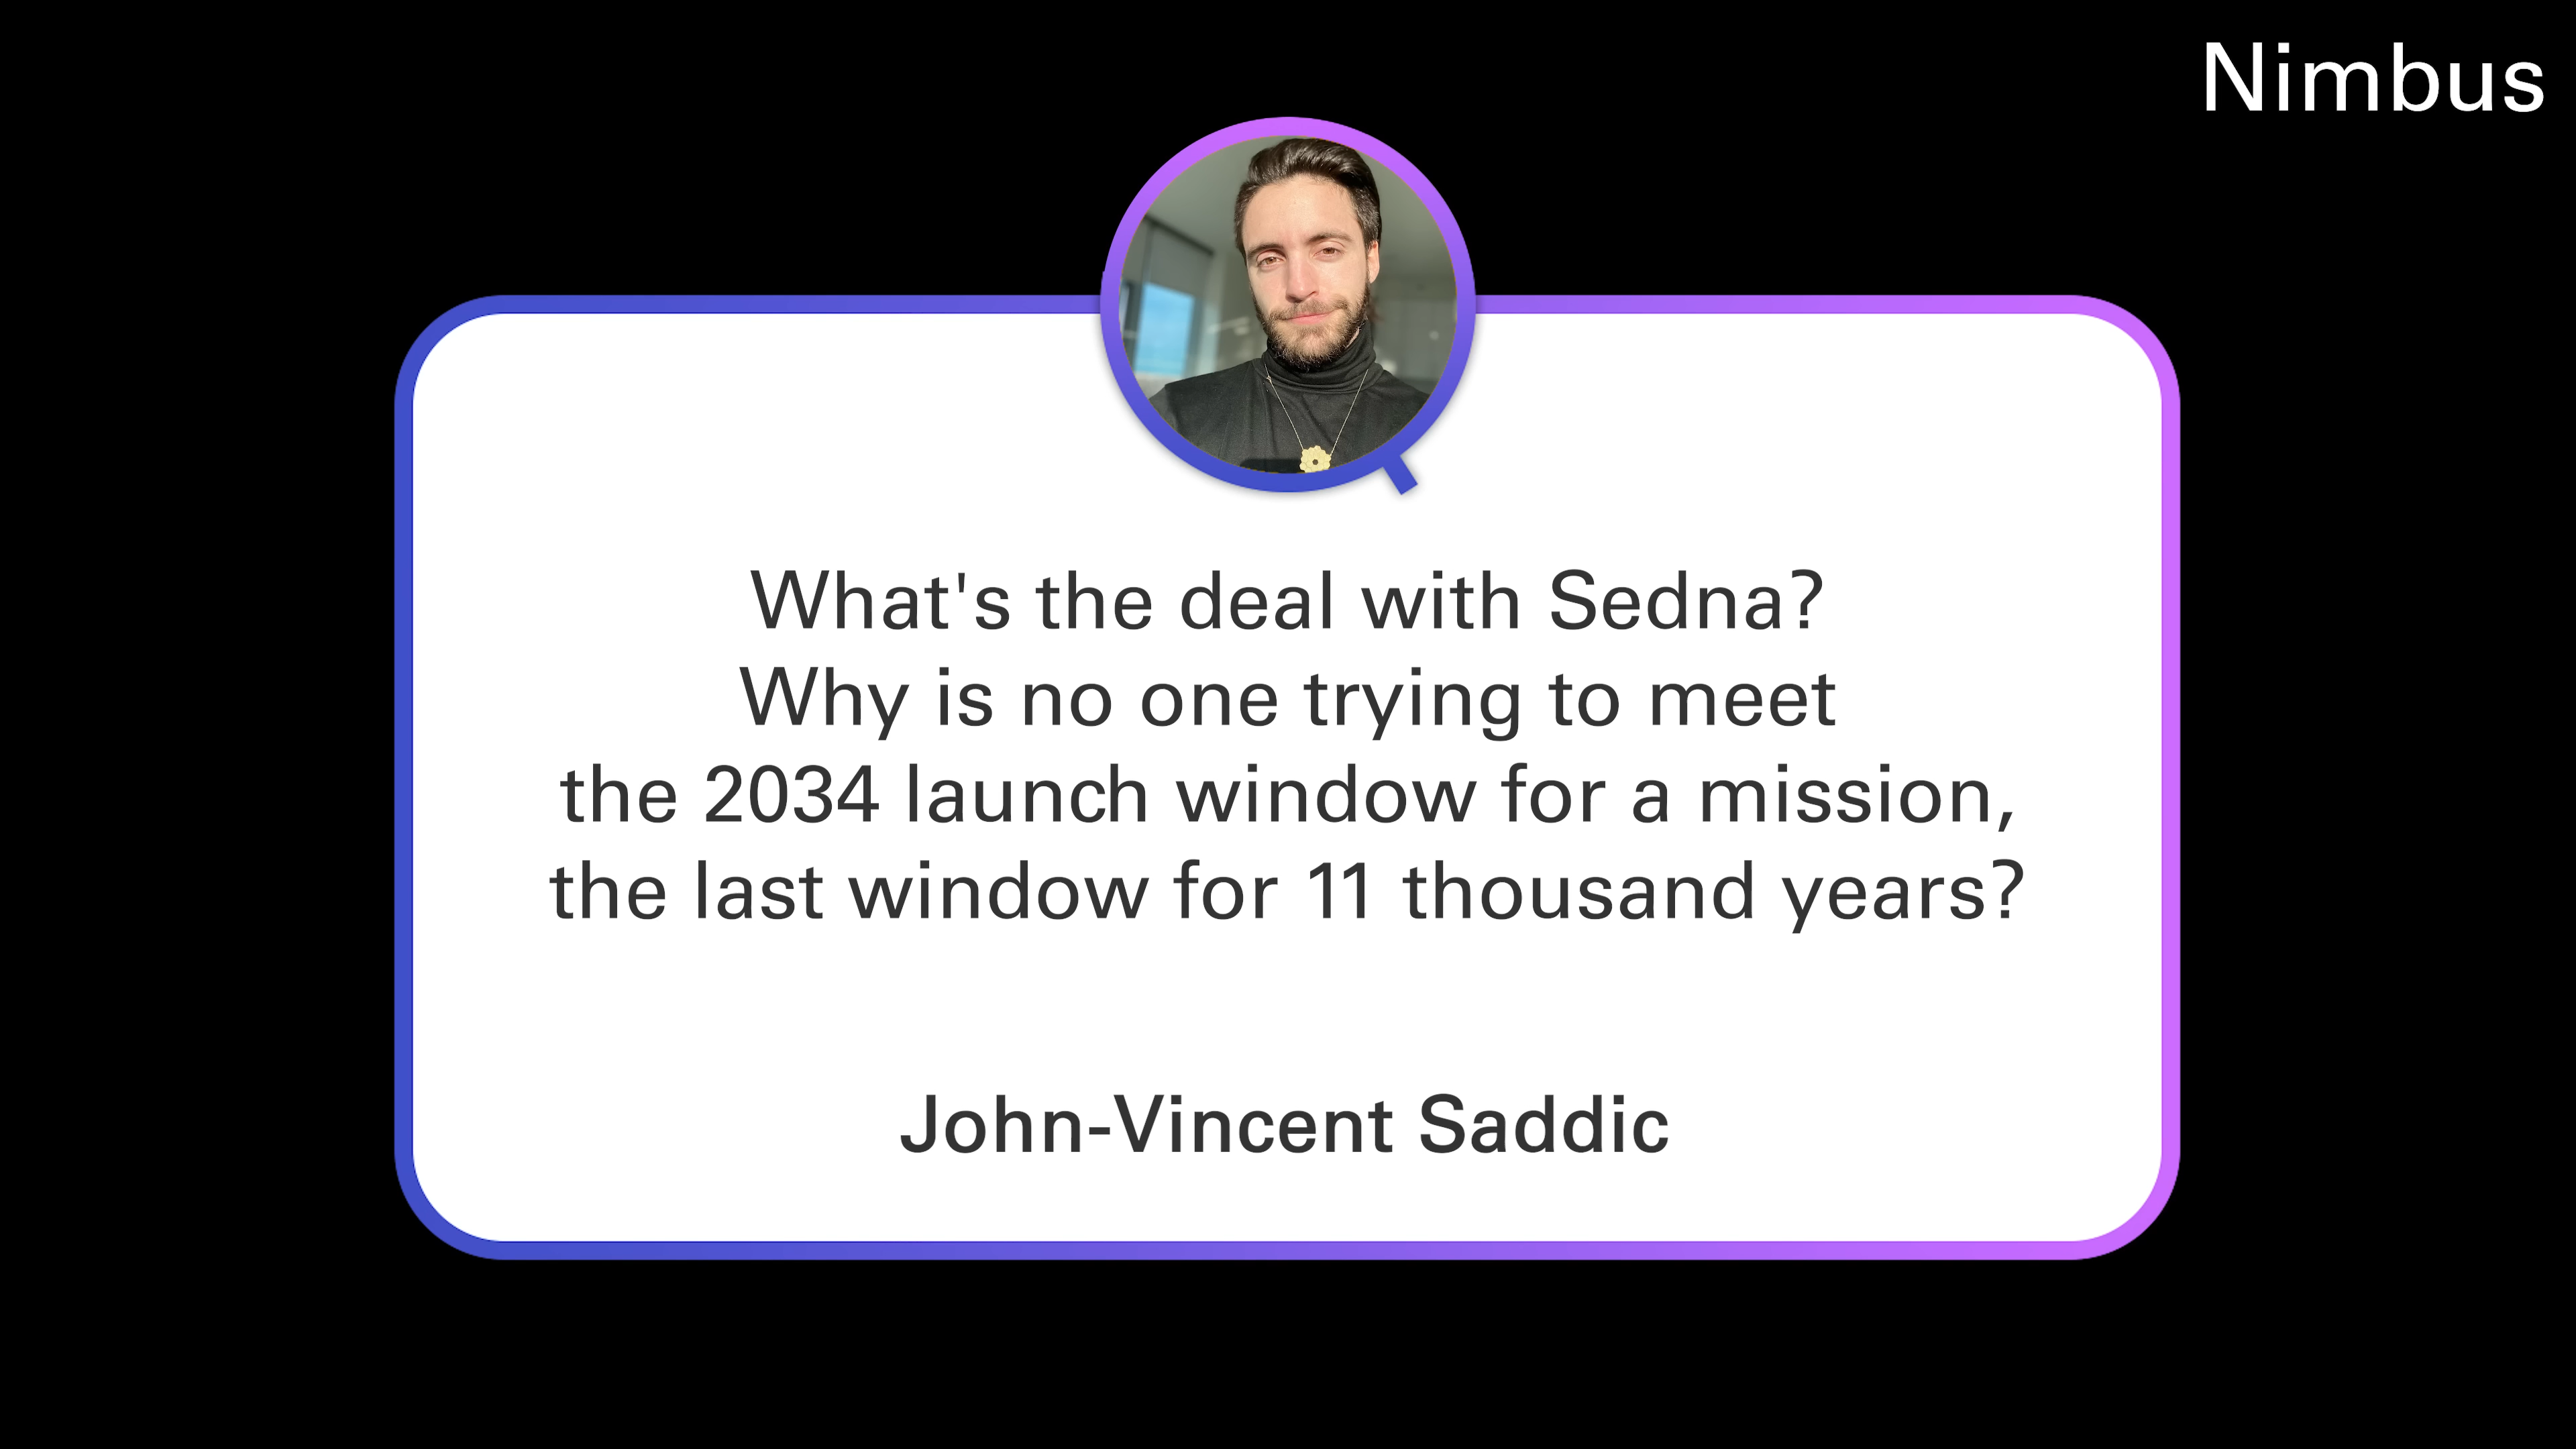 Nimbus
What's the deal with Sedna?
Why is no one trying to meet
the 2034 launch window for a mission,
the last window for 11 thousand years?
John-Vincent Saddic